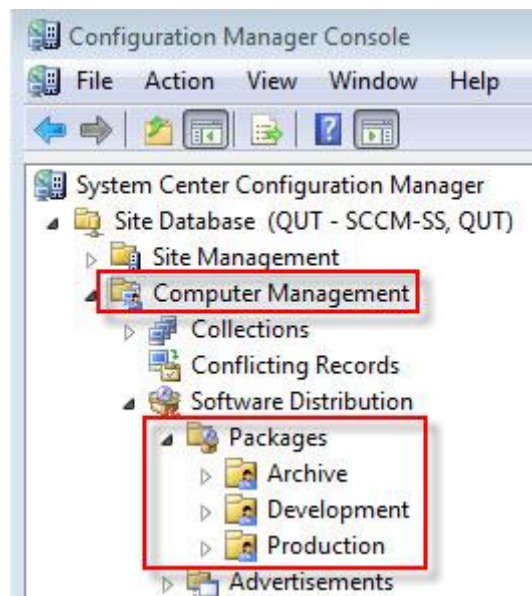 Configuration Manager Console
File Action View Window Help
System Center Configuration Manager
Site Database (QUT - SCCM-SS, QUT)
Site Management
Computer Management
Collections
Conflicting Records
Software Distribution
Packages
Archive
Development
Production
Advertisements